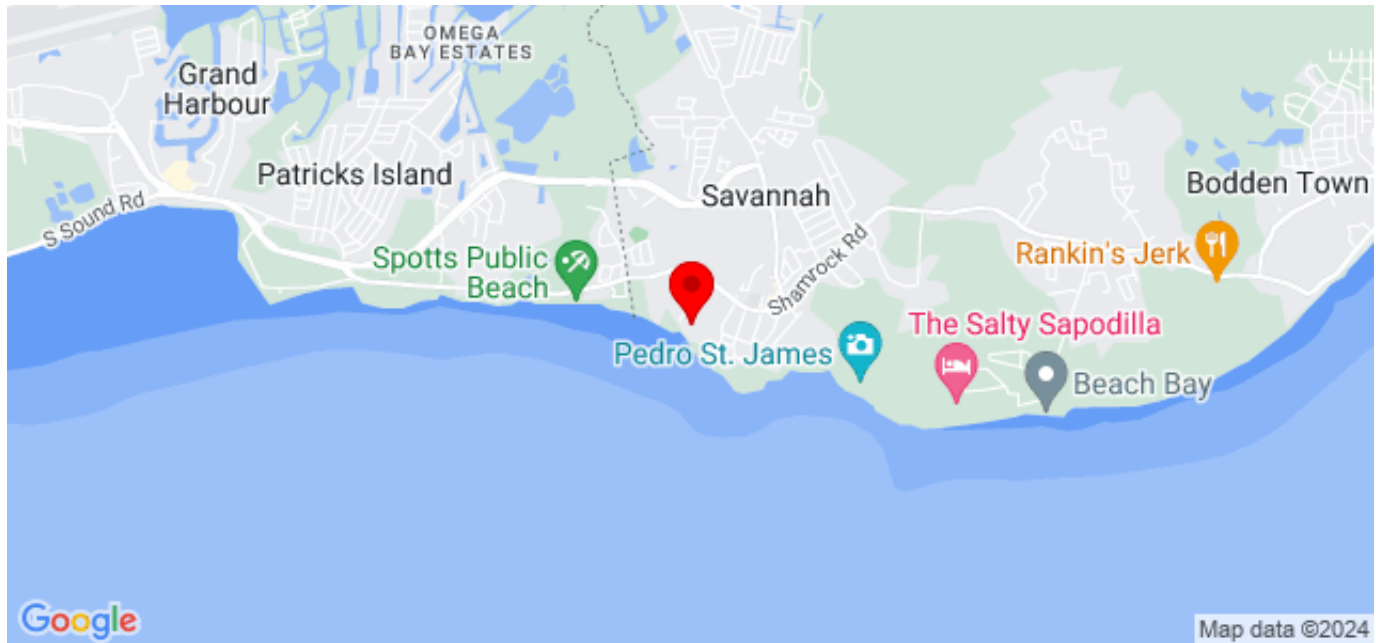 OMEGA
BAY ESTATES
Grand
Harbour
Patricks Island
S Sound Rd
Savannah
Bodden Town
Spotts Public
Beach
Shamrock Rd
Rankin's Jerk
Pedro St. James
The Salty Sapodilla
Beach Bay
Google
Map data ©2024